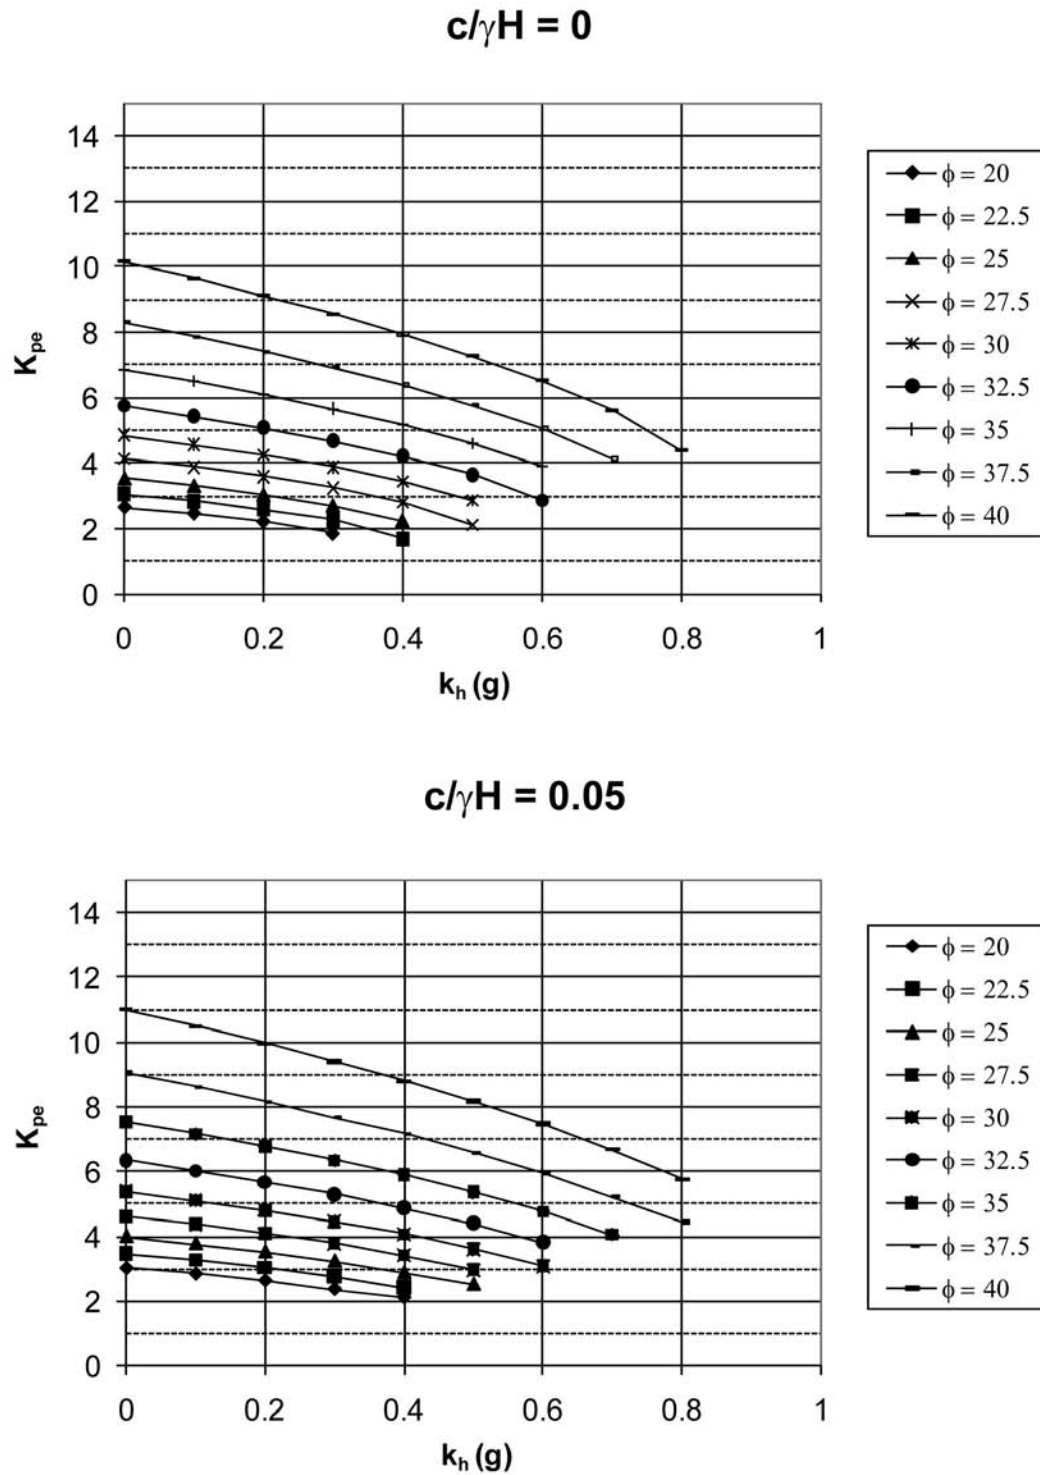 c/γH = 0
14
12
10
8
6
4
2
0
Kpe
0 0.2 0.4 0.6 0.8 1
kh (g)
ϕ = 20
ϕ = 22.5
ϕ = 25
ϕ = 27.5
ϕ = 30
ϕ = 32.5
ϕ = 35
ϕ = 37.5
ϕ = 40
c/γH = 0.05
14
12
10
8
6
4
2
0
Kpe
0 0.2 0.4 0.6 0.8 1
kh (g)
ϕ = 20
ϕ = 22.5
ϕ = 25
ϕ = 27.5
ϕ = 30
ϕ = 32.5
ϕ = 35
ϕ = 37.5
ϕ = 40